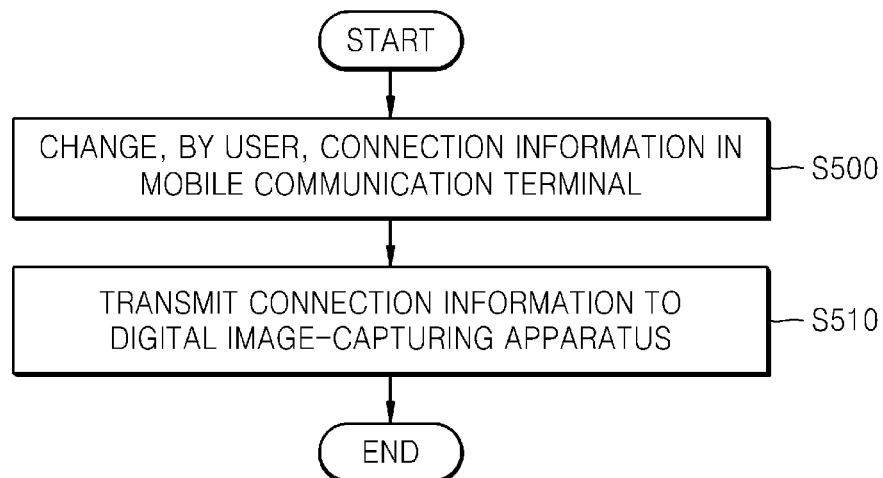 START
CHANGE, BY USER, CONNECTION INFORMATION IN
MOBILE COMMUNICATION TERMINAL
S500
TRANSMIT CONNECTION INFORMATION TO
DIGITAL IMAGE-CAPTURING APPARATUS
S510
END